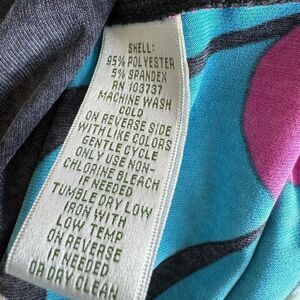 SHELL:
95% POLYESTER
5% SPANDEX
RN 103737
MACHINE WASH
COLD
ON REVERSE SIDE
WITH LIKE COLORS
GENTLE CYCLE
ONLY USE NON-
CHLORINE BLEACH
IF NEEDED
TUMBLE DRY LOW
IRON WITH
LOW TEMP
ON REVERSE
IF NEEDED
OR DRY CLEAN